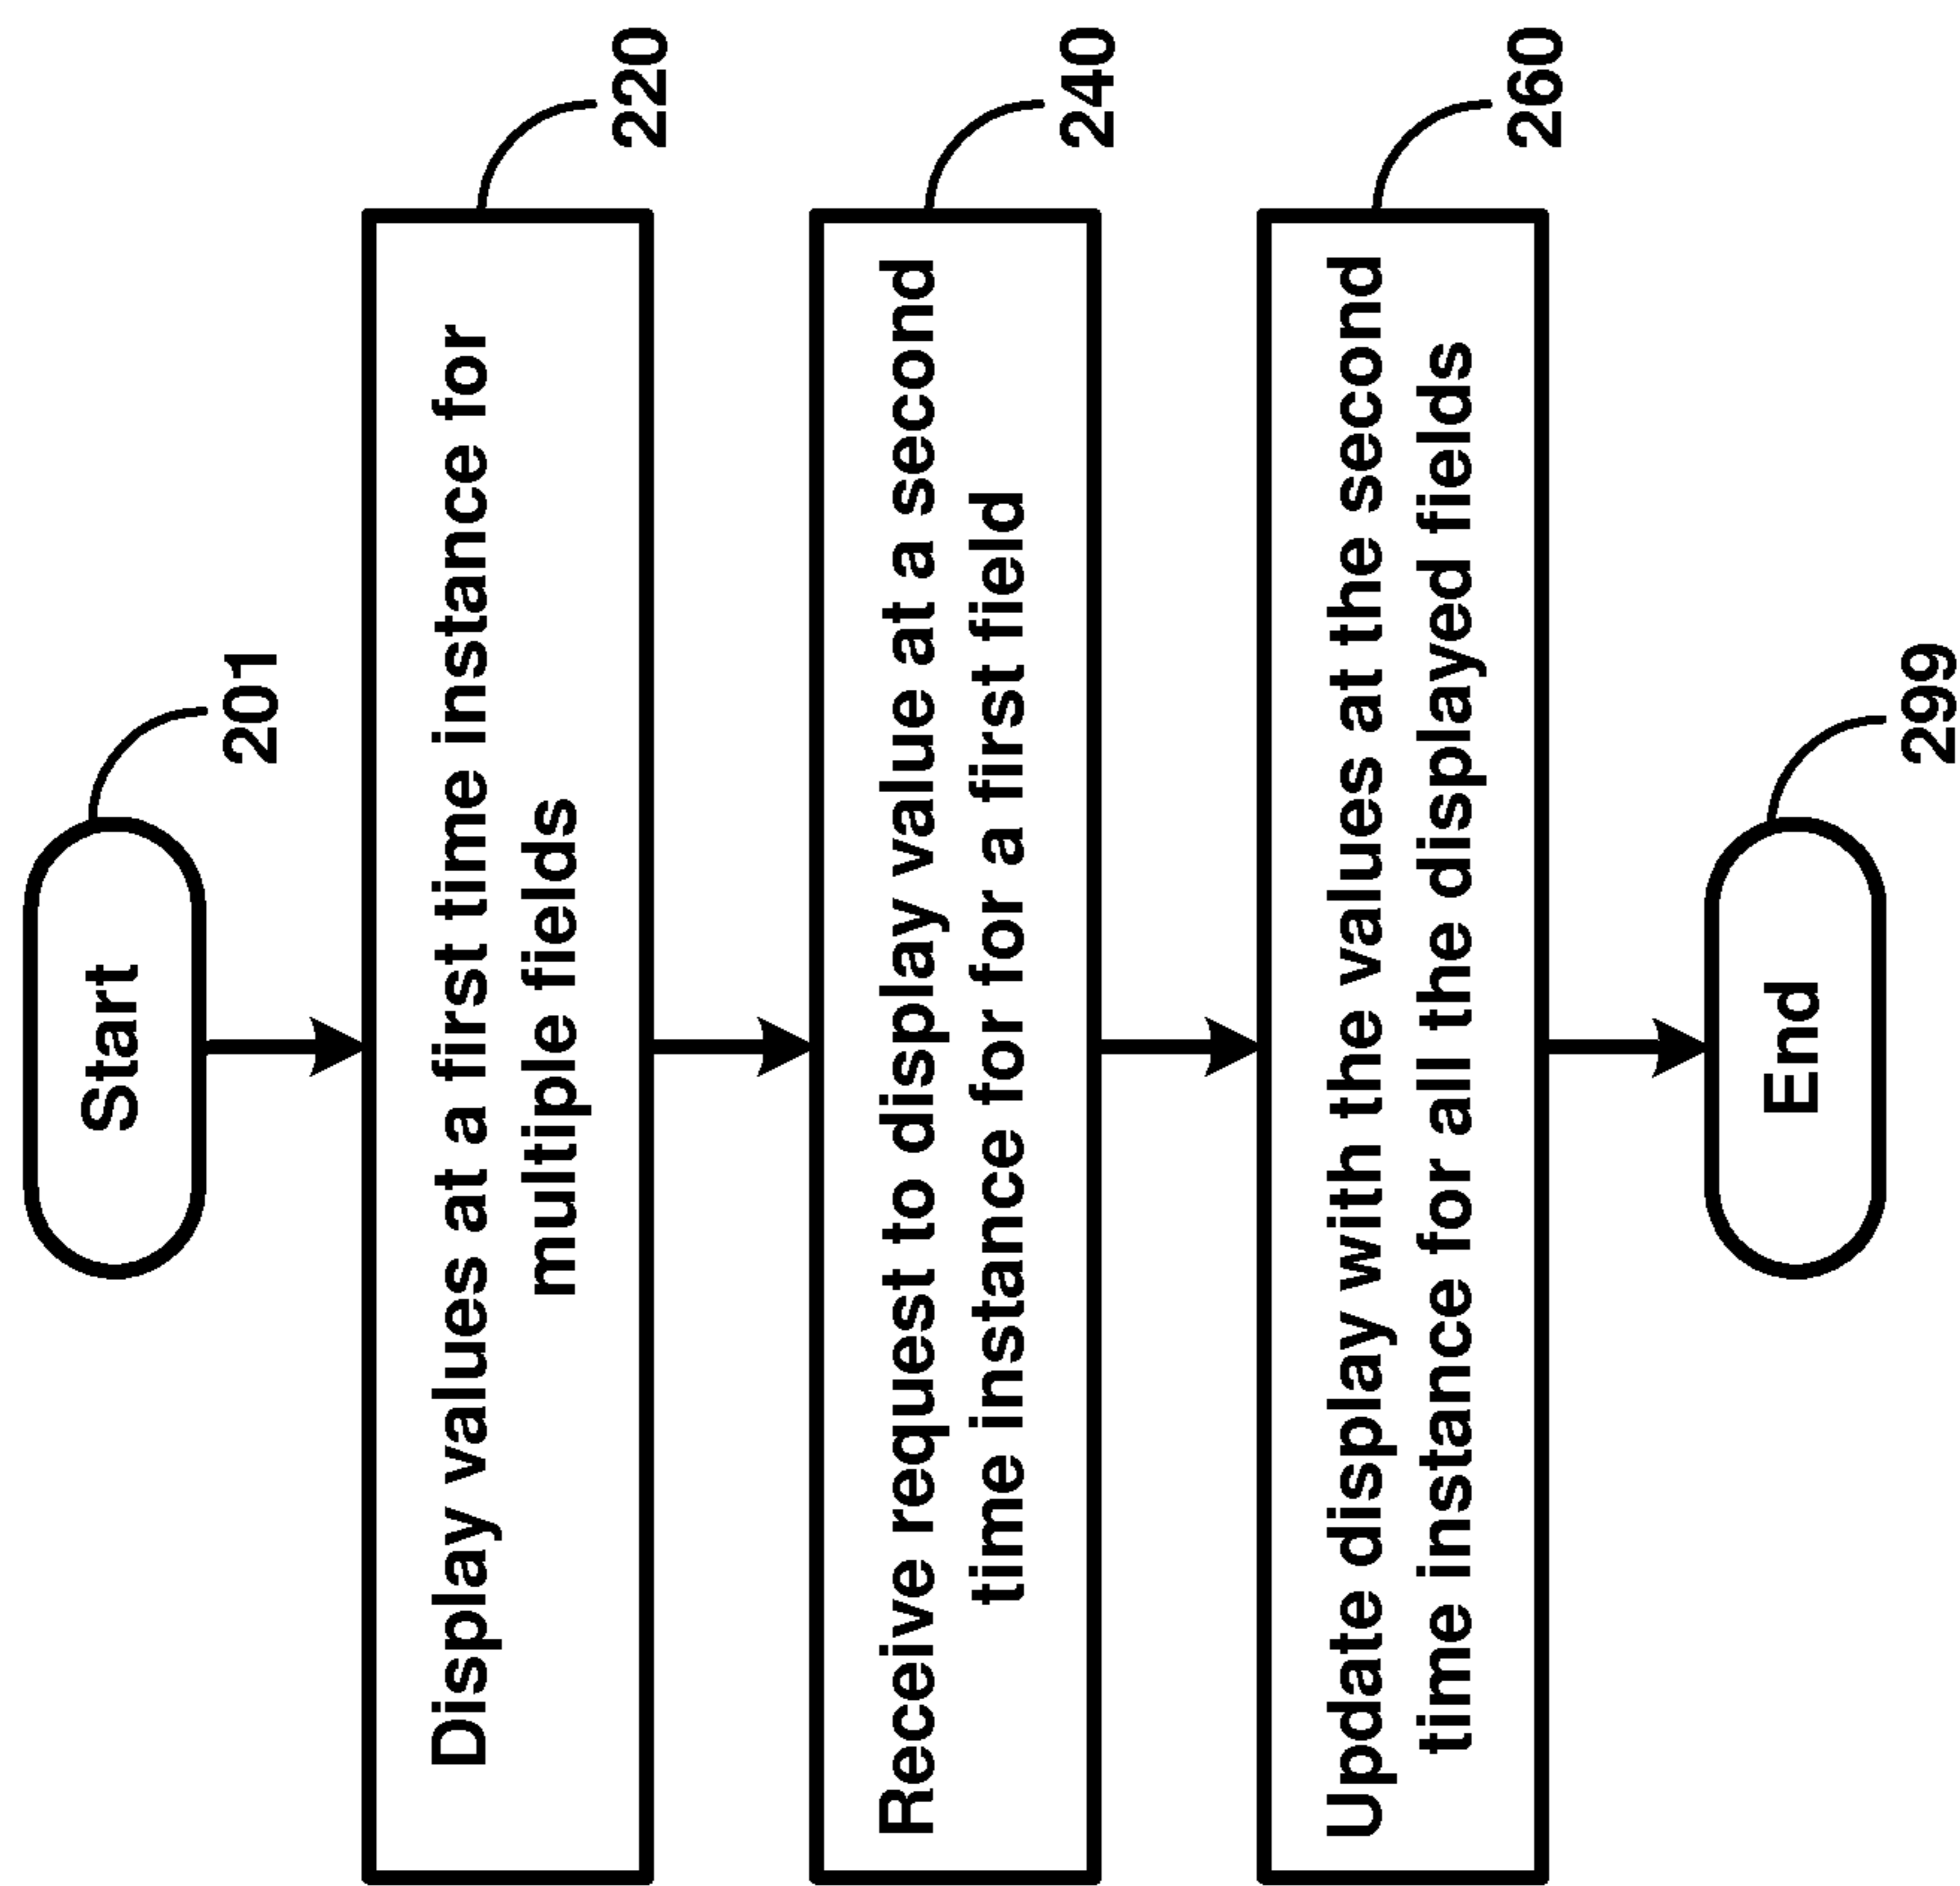 Start
201
Display values at a first time instance for
multiple fields
220
Receive request to display value at a second
time instance for for a first field
240
Update display with the values at the second
time instance for all the displayed fields
260
End
299